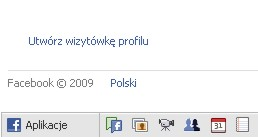 Utwórz wizytówkę profilu
Facebook © 2009 Polski
Aplikacje
31